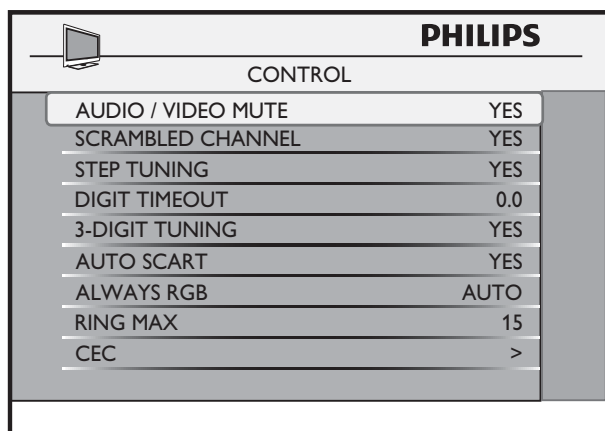 PHILIPS
CONTROL
AUDIO / VIDEO MUTE YES
SCRAMBLED CHANNEL YES
STEP TUNING YES
DIGIT TIMEOUT 0.0
3-DIGIT TUNING YES
AUTO SCART YES
ALWAYS RGB AUTO
RING MAX 15
CEC >